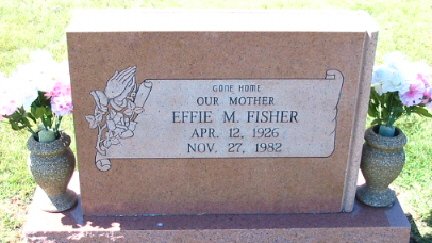 GONE HOME
OUR MOTHER
EFFIE M. FISHER
APR. 12, 1926
NOV. 27, 1982